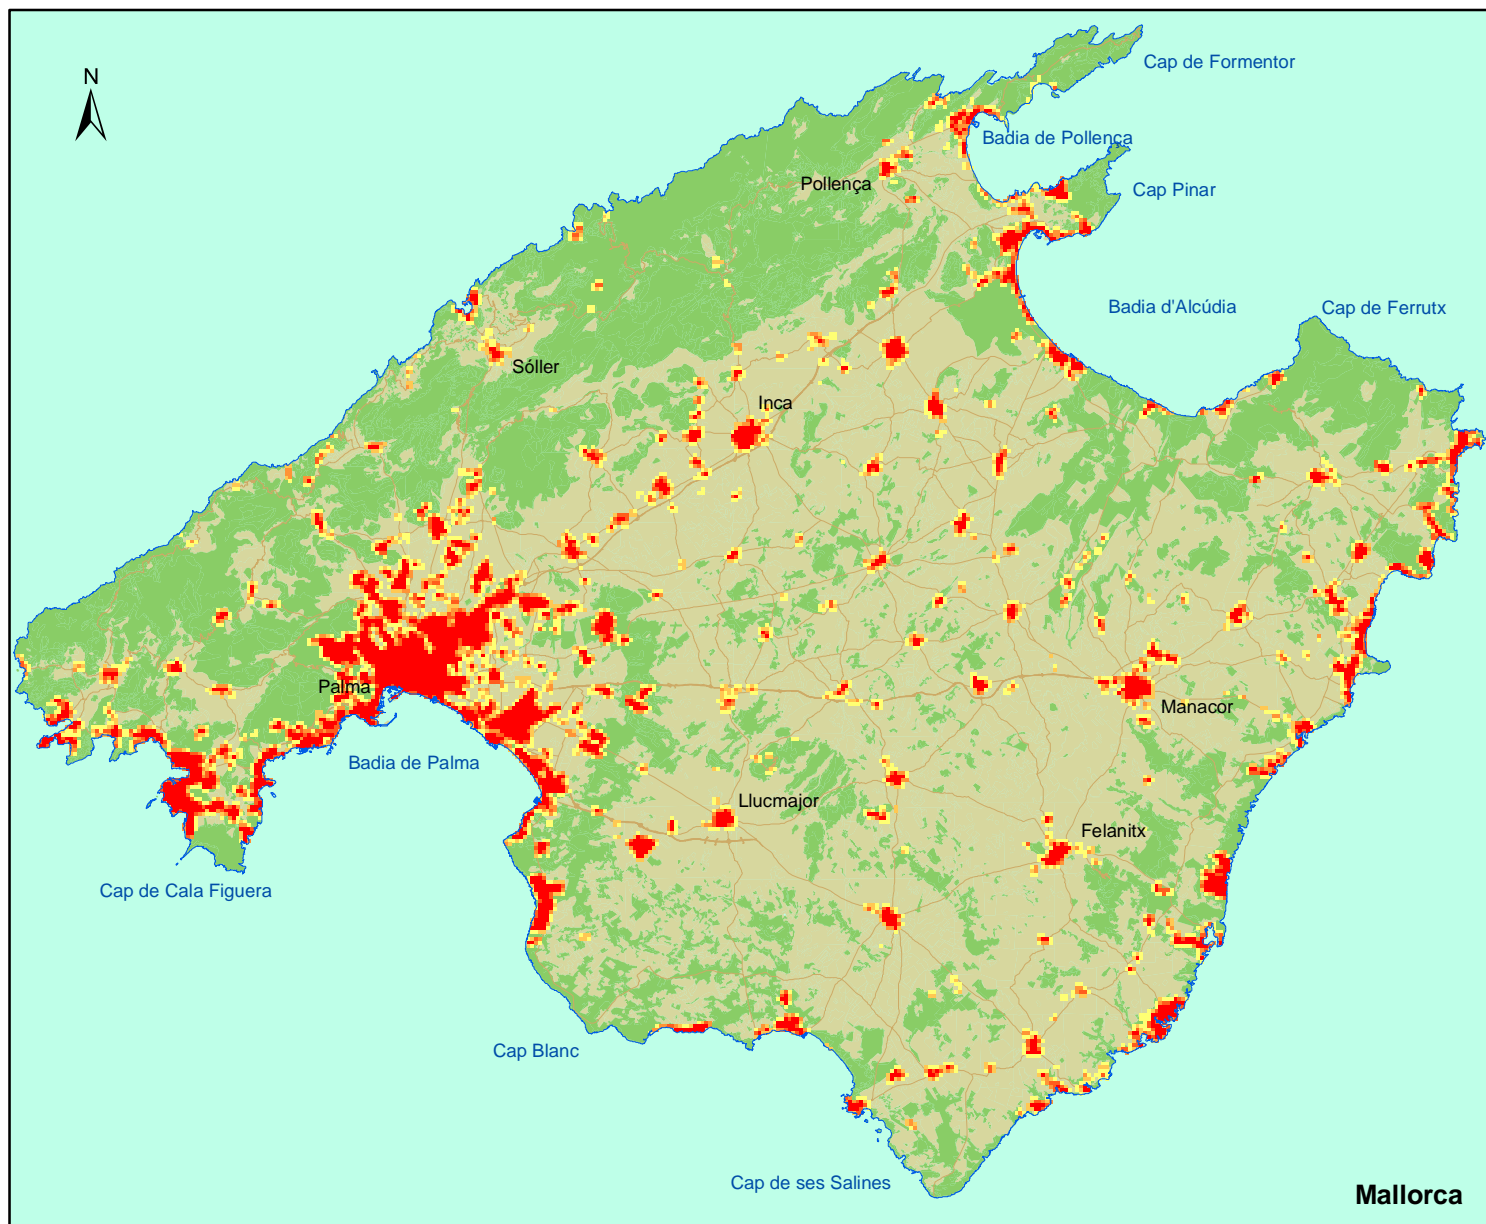 Cap de Formentor
N
Badia de Pollença
Pollença
Cap Pinar
Badia d'Alcúdia
Cap de Ferrutx
Sóller
Inca
Palma
Manacor
Badia de Palma
Llucmajor
Felanitx
Cap de Cala Figuera
Cap Blanc
Cap de ses Salines
Mallorca